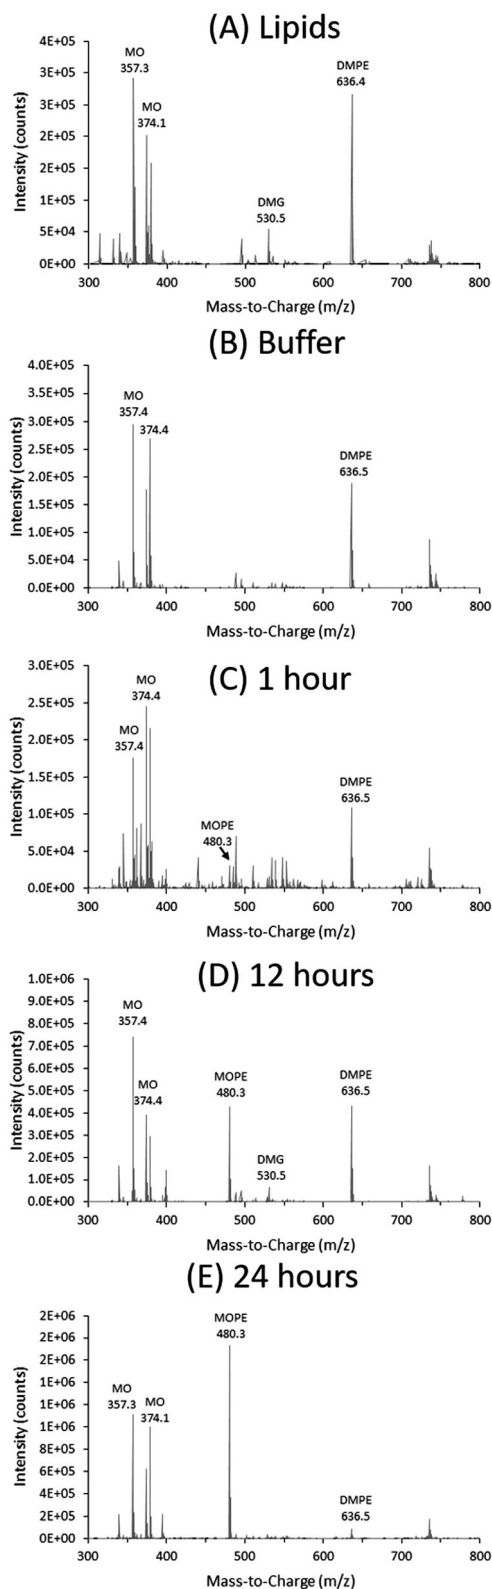 (A) Lipids
4E+05
3E+05
3E+05
2E+05
2E+05
1E+05
5E+04
0E+00
Intensity (counts)
MO
357.3
MO
374.1
DMG
530.5
DMPE
636.4
300 400 500 600 700 800
Mass-to-Charge (m/z)
(B) Buffer
4.0E+05
3.5E+05
3.0E+05
2.5E+05
2.0E+05
1.5E+05
1.0E+05
5.0E+04
0.0E+00
Intensity (counts)
MO
357.4
374.4
DMPE
636.5
300 400 500 600 700 800
Mass-to-Charge (m/z)
(C) 1 hour
3.0E+05
2.5E+05
2.0E+05
1.5E+05
1.0E+05
5.0E+04
0.0E+00
Intensity (counts)
MO
374.4
MO
357.4
MOPE
480.3
DMPE
636.5
300 400 500 600 700 800
Mass-to-Charge (m/z)
(D) 12 hours
1.0E+06
9.0E+05
8.0E+05
7.0E+05
6.0E+05
5.0E+05
4.0E+05
3.0E+05
2.0E+05
1.0E+05
0.0E+00
Intensity (counts)
MO
357.4
MO
374.4
MOPE
480.3
DMG
530.5
DMPE
636.5
300 400 500 600 700 800
Mass-to-Charge (m/z)
(E) 24 hours
2E+06
2E+06
2E+06
1E+06
1E+06
8E+05
6E+05
4E+05
2E+05
0E+00
Intensity (counts)
MO
357.3
MO
374.1
MOPE
480.3
DMPE
636.5
300 400 500 600 700 800
Mass-to-Charge (m/z)